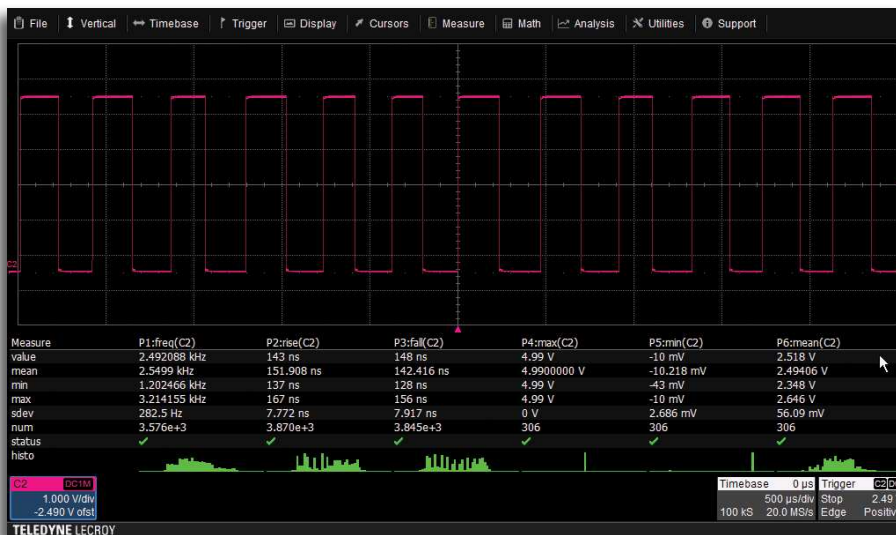 File Vertical Timebase Trigger Display Cursors Measure Math Analysis Utilities Support
C2
Measure P1:freq(C2) P2:rise(C2) P3:fall(C2) P4:max(C2) P5:min(C2) P6:mean(C2)
value 2.492088 kHz 143 ns 148 ns 4.99 V -10 mV 2.518 V
mean 2.5499 kHz 151.908 ns 142.416 ns 4.9900000 V -10.218 mV 2.49406 V
min 1.202466 kHz 137 ns 128 ns 4.99 V -43 mV 2.348 V
max 3.214155 kHz 167 ns 156 ns 4.99 V -10 mV 2.646 V
sdev 282.5 Hz 7.772 ns 7.917 ns 0 V 2.686 mV 56.09 mV
num 3.576e+3 3.870e+3 3.845e+3 306 306 306
status
histo
C2 DC1M Timebase 0 µs Trigger C2 D
1.000 V/div 500 µs/div Stop 2.49
-2.490 V ofst 100 kS 20.0 MS/s Edge Positiv
TELEDYNE LECROY